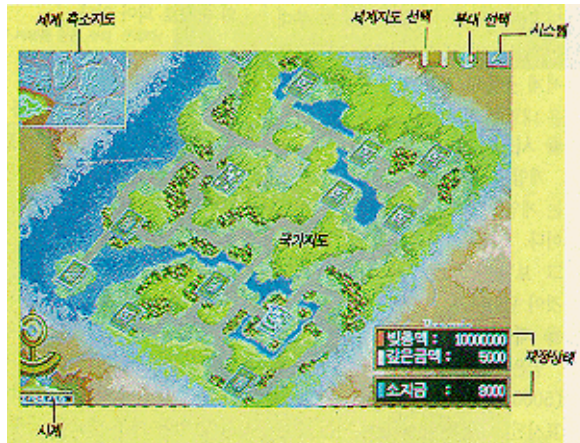 세계 축소지도
세계지도 선택
부대 선택
시스템
국가지도
빚총액 : 10000000
갚은금액 : 5000
소지금 : 8000
재정상태
시계